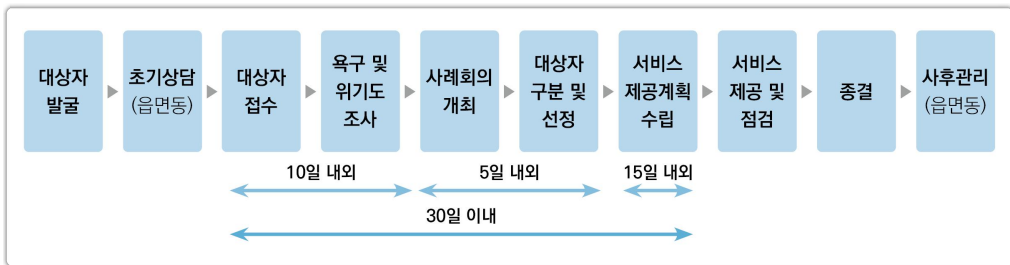 대상자
발굴
초기상담
(읍면동)
대상자
접수
욕구 및
위기도
조사
사례회의
개최
대상자
구분 및
선정
서비스
제공계획
수립
서비스
제공 및
점검
종결
사후관리
(읍면동)
10일 내외
5일 내외
15일 내외
30일 이내